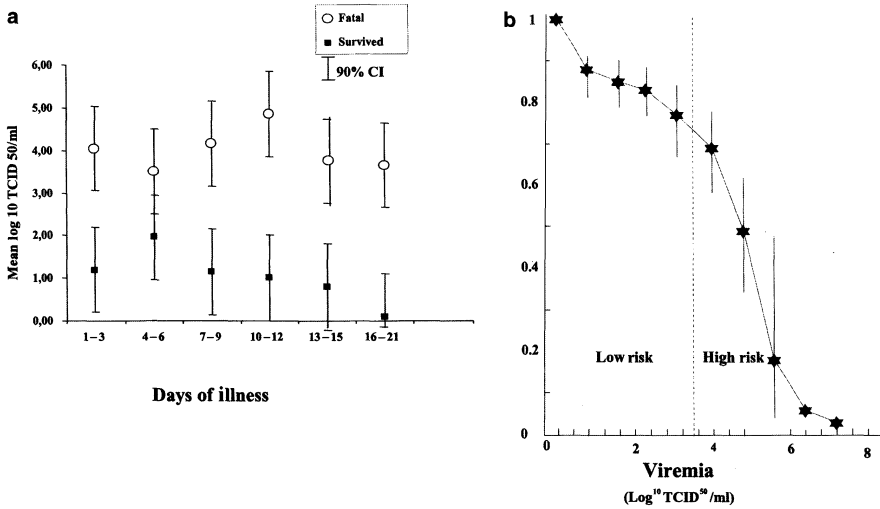 a
Fatal
Survived
90% CI
Mean log 10 TCID 50/ml
6,00
5,00
4,00
3,00
2,00
1,00
0,00
1–3 4–6 7–9 10–12 13–15 16–21
Days of illness
b
1
0.8
0.6
0.4
0.2
0
Low risk High risk
0 2 4 6 8
Viremia
(Log¹⁰ TCID⁵⁰/ml)